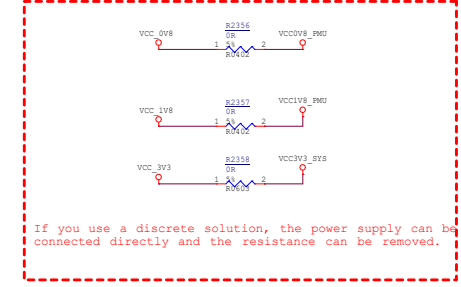 R2356
VCC_0V8
0R
VCC0V8_PMU
1 5% 2
R0402
R2357
VCC1V8_PMU
VCC_1V8
0R
1 5% 2
R0402
R2358
VCC3V3_SYS
VCC_3V3
0R
1 5% 2
R0603
If you use a discrete solution, the power supply can be
connected directly and the resistance can be removed.